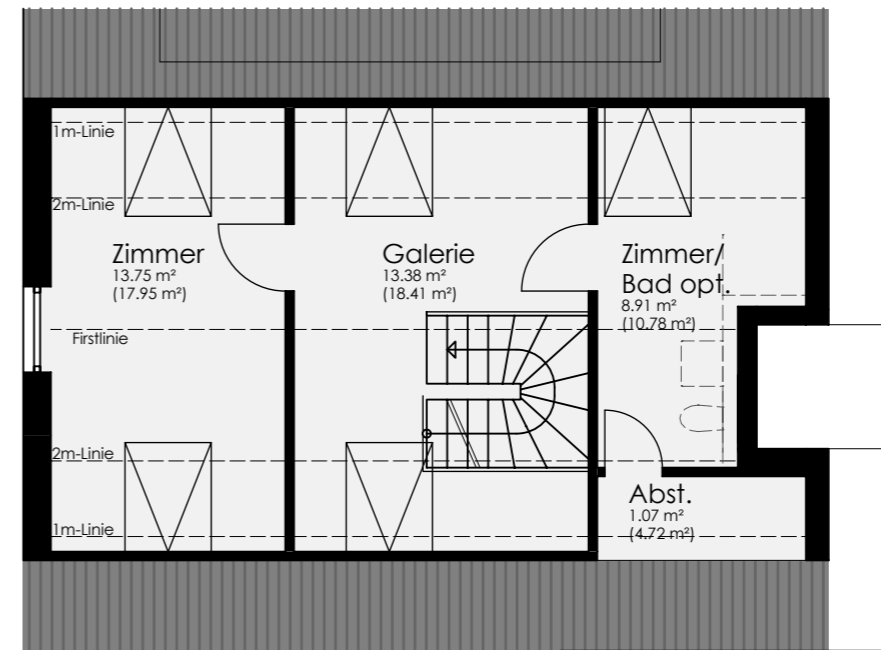 1m-Linie
2m-Linie
Zimmer
13.75 m²
(17.95 m²)
Galerie
13.38 m²
(18.41 m²)
Zimmer/
Bad opt.
8.91 m²
(10.78 m²)
Firstlinie
2m-Linie
Abst.
1.07 m²
(4.72 m²)
1m-Linie